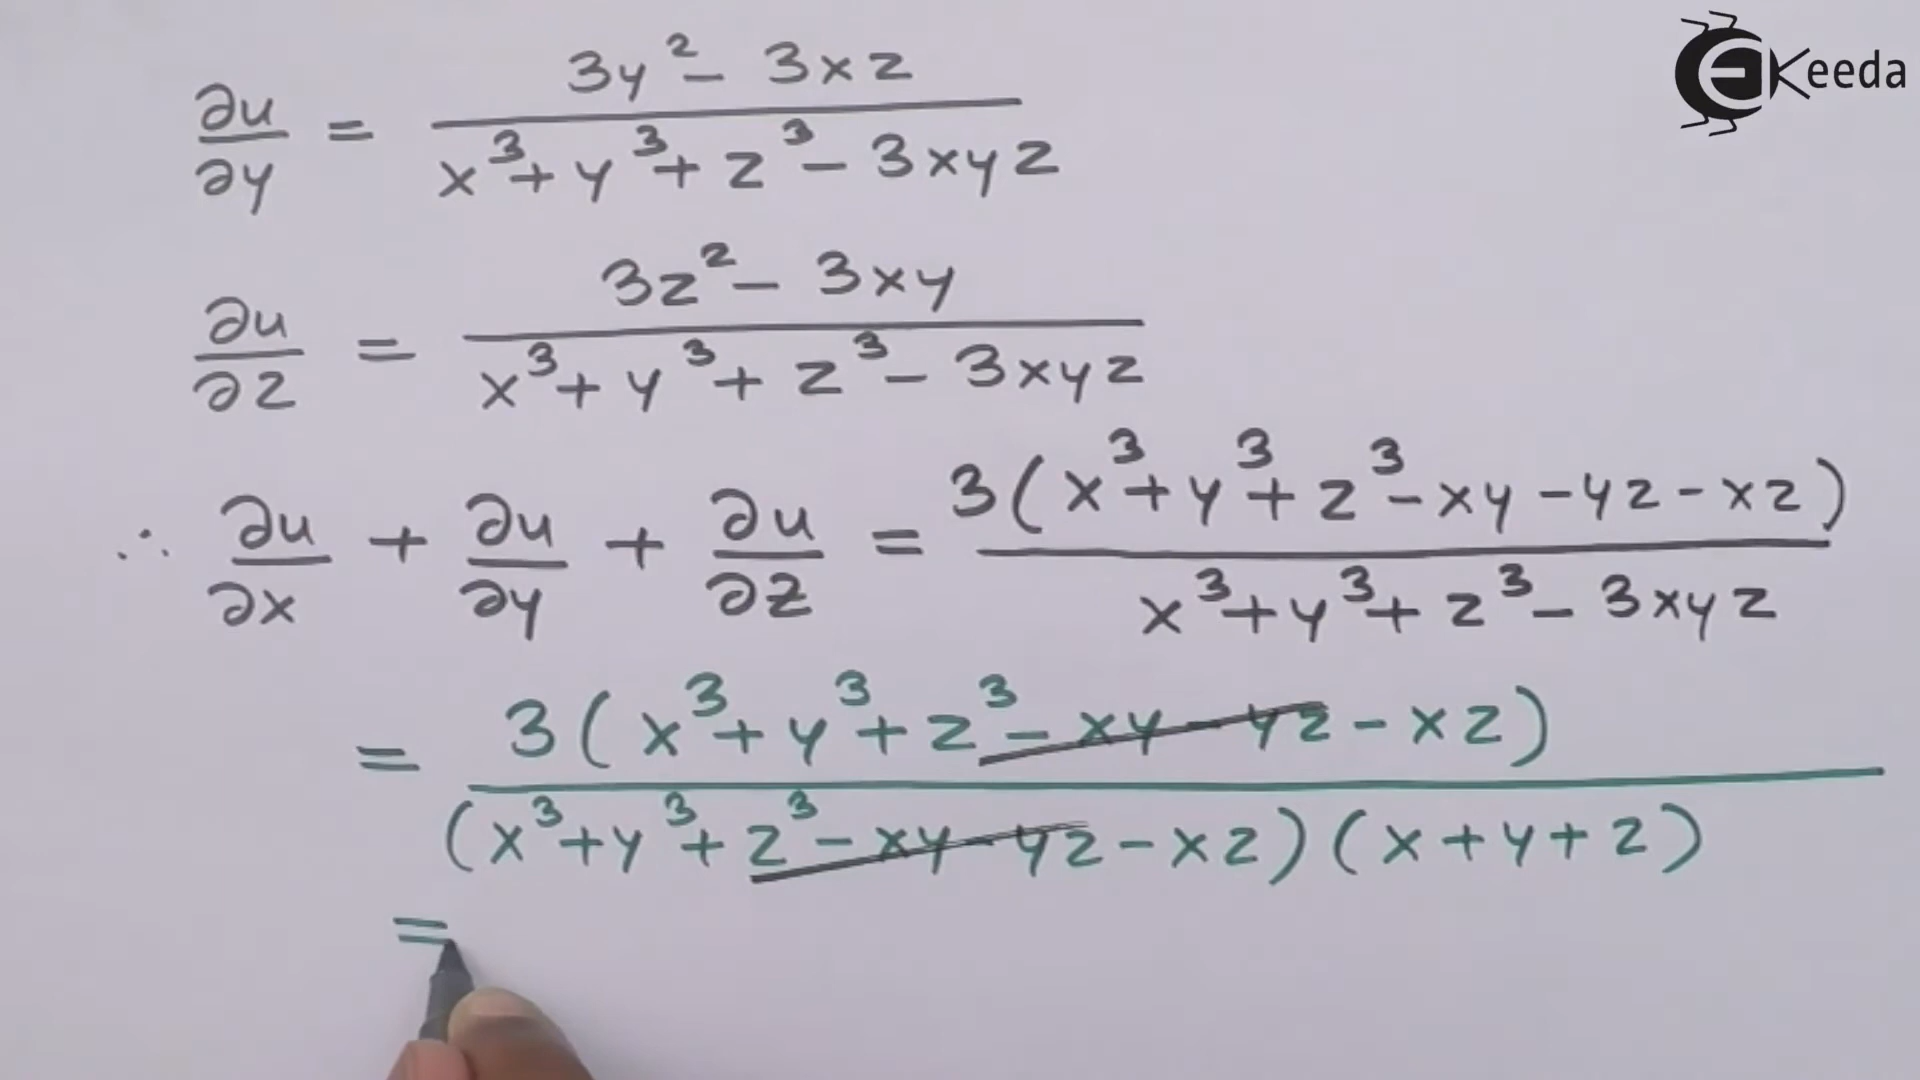 Keeda
∂u/∂y = (3y² - 3xz)/(x³ + y³ + z³ - 3xyz)
∂u/∂z = (3z² - 3xy)/(x³ + y³ + z³ - 3xyz)
∴ ∂u/∂x + ∂u/∂y + ∂u/∂z = 3(x³ + y³ + z³ - xy - yz - xz)/(x³ + y³ + z³ - 3xyz)
= 3(x³ + y³ + z³ - xy - yz - xz)/((x³ + y³ + z³ - xy - yz - xz)(x + y + z))
=